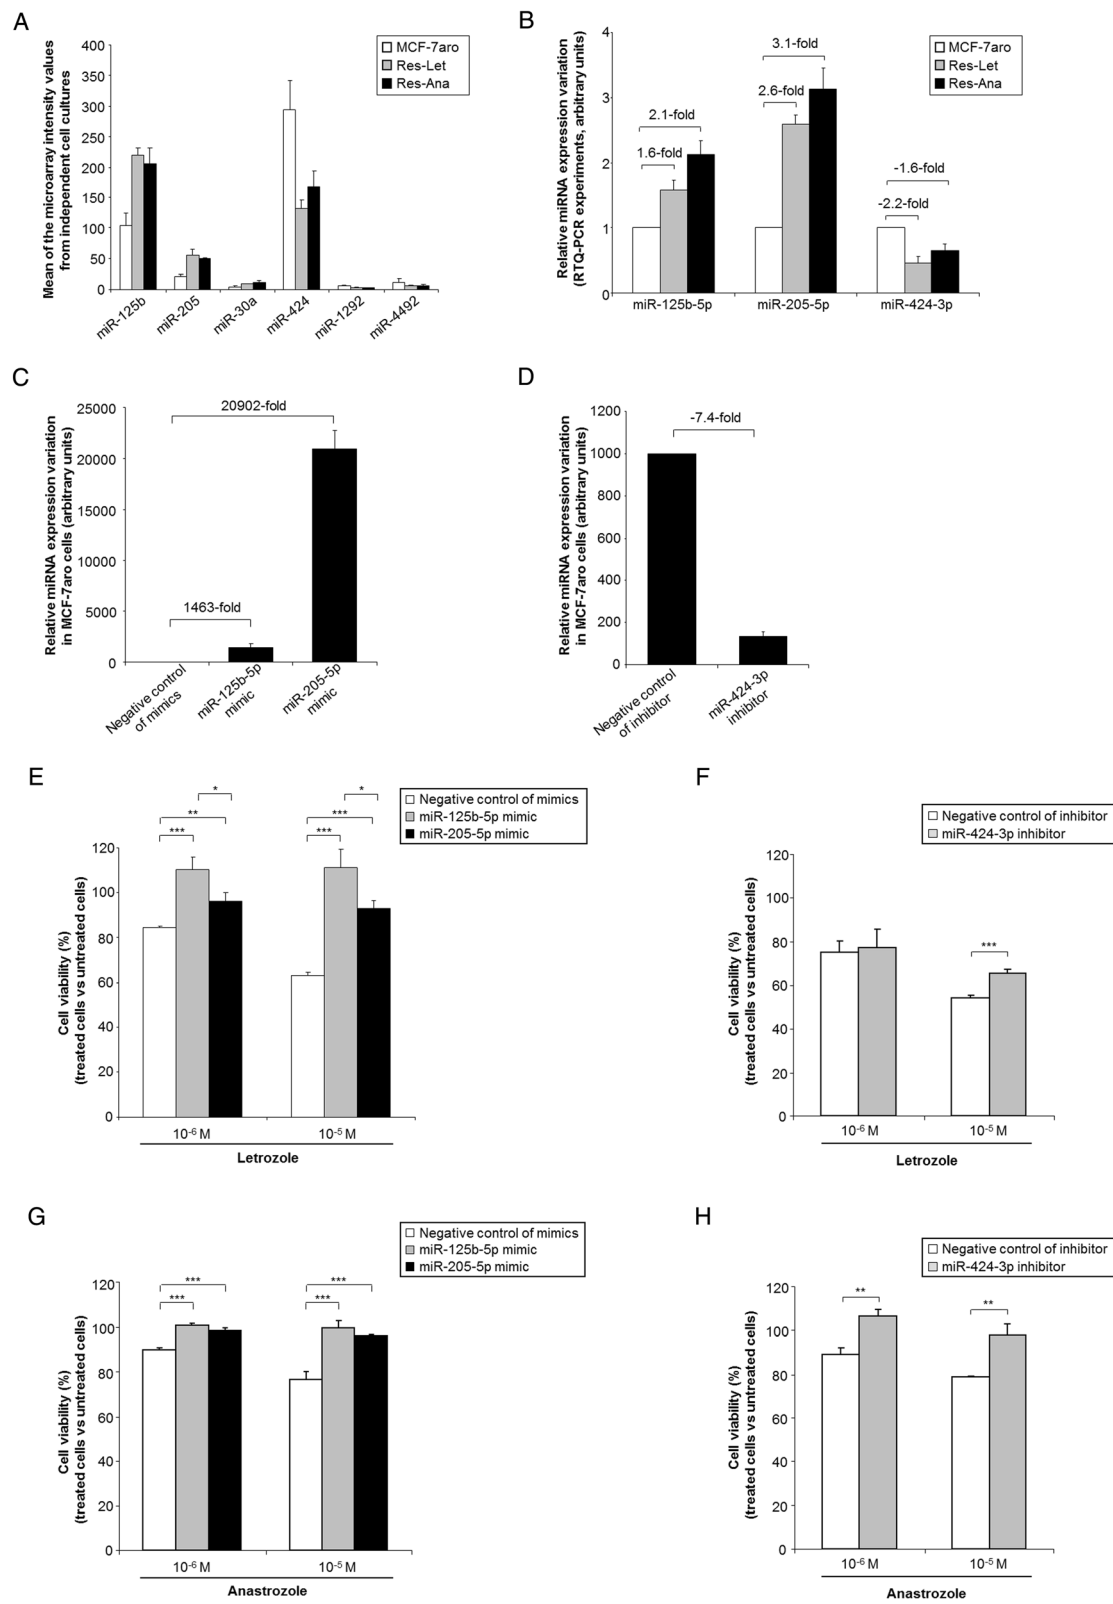 A
Mean of the microarray intensity values
from independent cell cultures
400
350
300
250
200
150
100
50
0
MCF-7aro
Res-Let
Res-Ana
miR-125b
miR-205
miR-30a
miR-424
miR-1292
miR-4492
B
Relative miRNA expression variation
(RTQ-PCR experiments, arbitrary units)
4
3
2
1
0
MCF-7aro
Res-Let
Res-Ana
2.1-fold
1.6-fold
3.1-fold
2.6-fold
-1.6-fold
-2.2-fold
miR-125b-5p
miR-205-5p
miR-424-3p
C
Relative miRNA expression variation
in MCF-7aro cells (arbitrary units)
25000
20000
15000
10000
5000
0
20902-fold
1463-fold
Negative control
of mimics
miR-125b-5p
mimic
miR-205-5p
mimic
D
Relative miRNA expression variation
in MCF-7aro cells (arbitrary units)
1200
1000
800
600
400
200
0
-7.4-fold
Negative control
of inhibitor
miR-424-3p
inhibitor
E
Negative control of mimics
miR-125b-5p mimic
miR-205-5p mimic
Cell viability (%)
(treated cells vs untreated cells)
120
100
80
60
40
20
0
*
**
***
*
***
***
10-6 M
10-5 M
Letrozole
F
Negative control of inhibitor
miR-424-3p inhibitor
Cell viability (%)
(treated cells vs untreated cells)
120
100
80
60
40
20
0
***
10-6 M
10-5 M
Letrozole
G
Negative control of mimics
miR-125b-5p mimic
miR-205-5p mimic
Cell viability (%)
(treated cells vs untreated cells)
120
100
80
60
40
20
0
***
***
***
***
10-6 M
10-5 M
Anastrozole
H
Negative control of inhibitor
miR-424-3p inhibitor
Cell viability (%)
(treated cells vs untreated cells)
120
100
80
60
40
20
0
**
**
10-6 M
10-5 M
Anastrozole